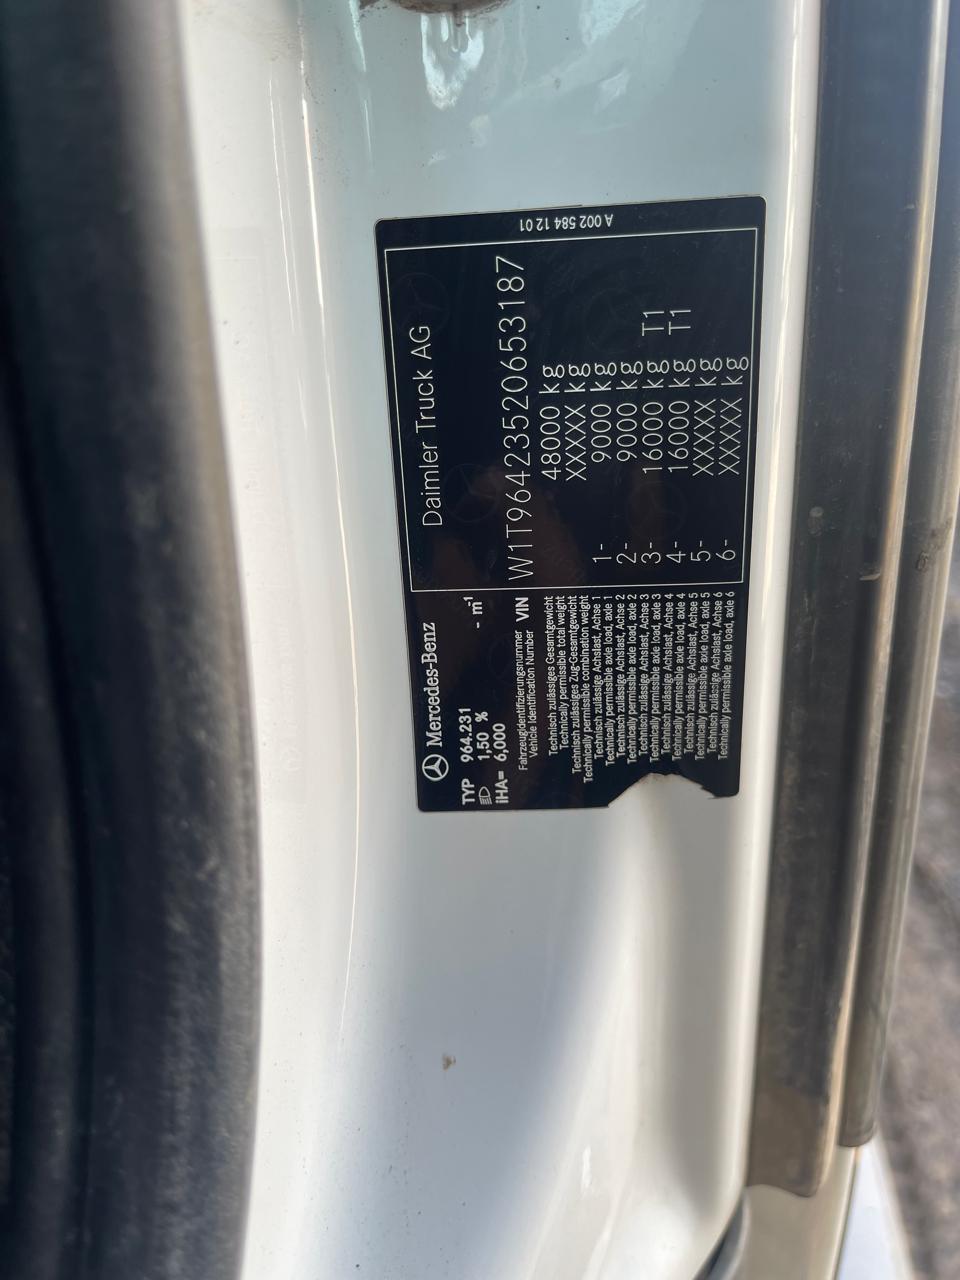 Mercedes-Benz Daimler Truck AG
TYP 964.231
1,50 % - m⁻¹
iHA= 6,000
Fahrzeugidentifizierungsnummer
Vehicle Identification Number VIN W1T96423520653187
Technisch zulässiges Gesamtgewicht
Technically permissible total weight 48000 kg
Technisch zulässiges Zug-Gesamtgewicht
Technically permissible combination weight XXXXX kg
Technisch zulässige Achslast, Achse 1
Technically permissible axle load, axle 1 1- 9000 kg
Technisch zulässige Achslast, Achse 2
Technically permissible axle load, axle 2 2- 9000 kg
Technisch zulässige Achslast, Achse 3
Technically permissible axle load, axle 3 3- 16000 kg T1
Technisch zulässige Achslast, Achse 4
Technically permissible axle load, axle 4 4- 16000 kg T1
Technisch zulässige Achslast, Achse 5
Technically permissible axle load, axle 5 5- XXXXX kg
Technisch zulässige Achslast, Achse 6
Technically permissible axle load, axle 6 6- XXXXX kg
A 002 584 12 01